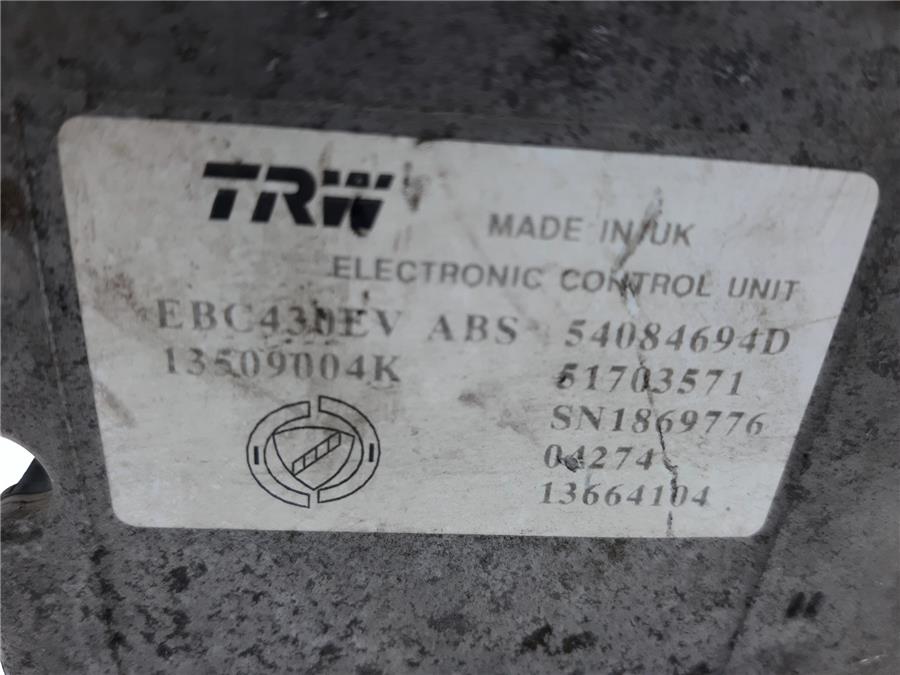 TRW
MADE IN UK
ELECTRONIC CONTROL UNIT
EBC430EV ABS 54084694D
13509004K 51703571
SN1869776
04274
13664104